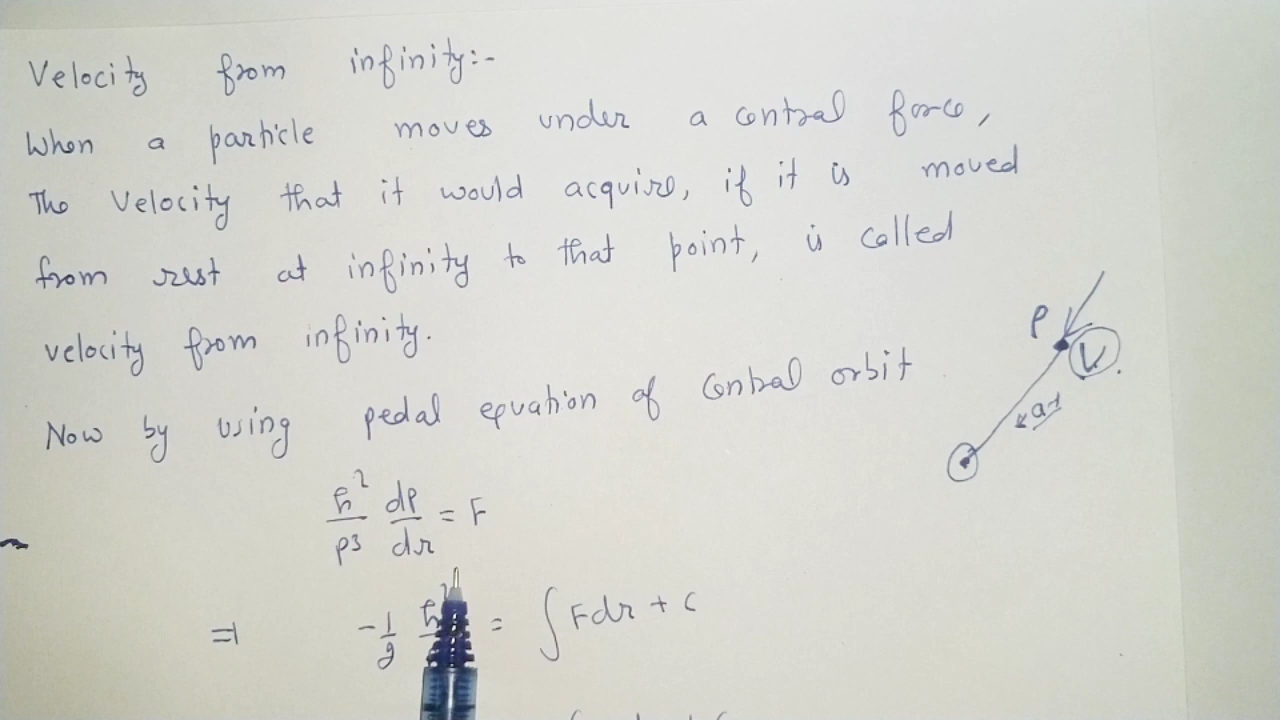 Velocity from infinity:-
When a particle moves under a central force,
The Velocity that it would acquire, if it is moved
from rest at infinity to that point, is called
velocity from infinity.
Now by using pedal equation of Central orbit
h²/p³ dp/dr = F
⇒ -1/2 h² = ∫ F dr + c
P
V
a